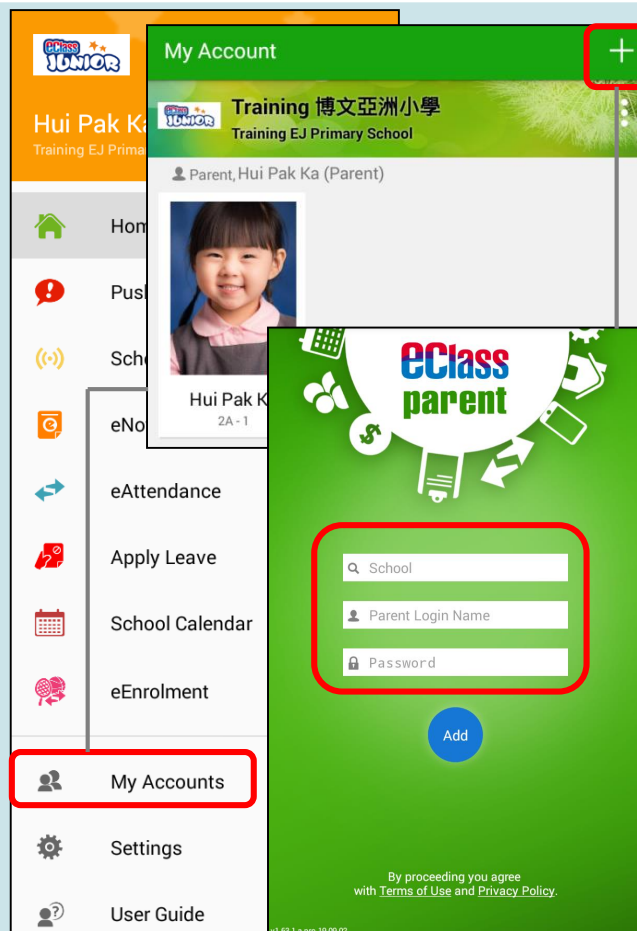 eClass
JUNIOR
Hui Pak Ka
Training EJ Prima
Hom
Pus
Sch
eNo
eAttendance
Apply Leave
School Calendar
eEnrolment
My Accounts
Settings
User Guide
My Account
eClass
JUNIOR
Training 博文亞洲小學
Training EJ Primary School
Parent, Hui Pak Ka (Parent)
Hui Pak K
2A - 1
eClass
parent
School
Parent Login Name
Password
Add
By proceeding you agree
with Terms of Use and Privacy Policy.